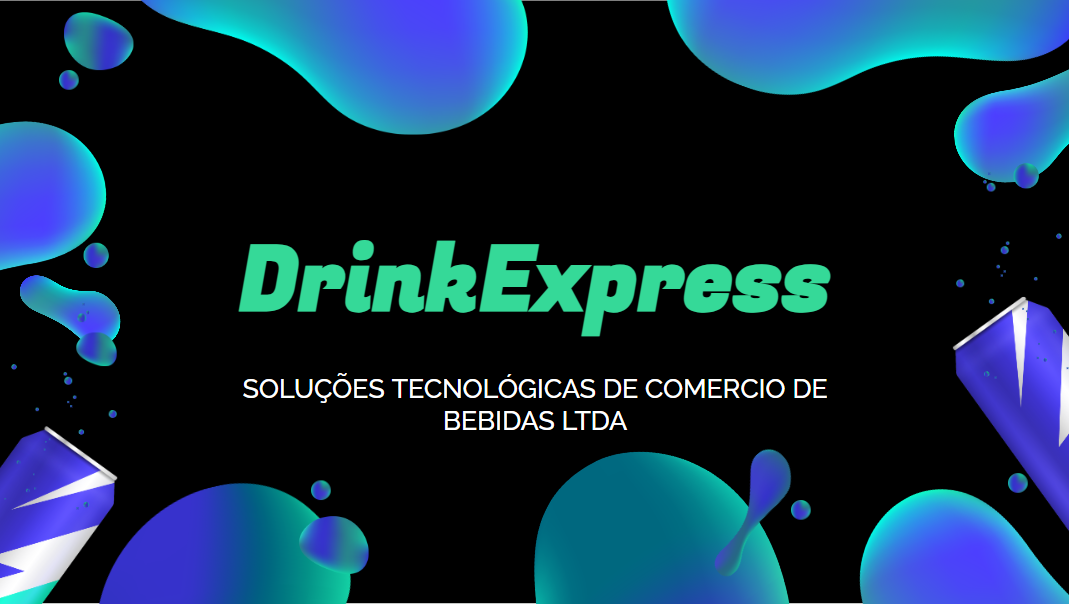 DrinkExpress
SOLUÇÕES TECNOLÓGICAS DE COMERCIO DE
BEBIDAS LTDA